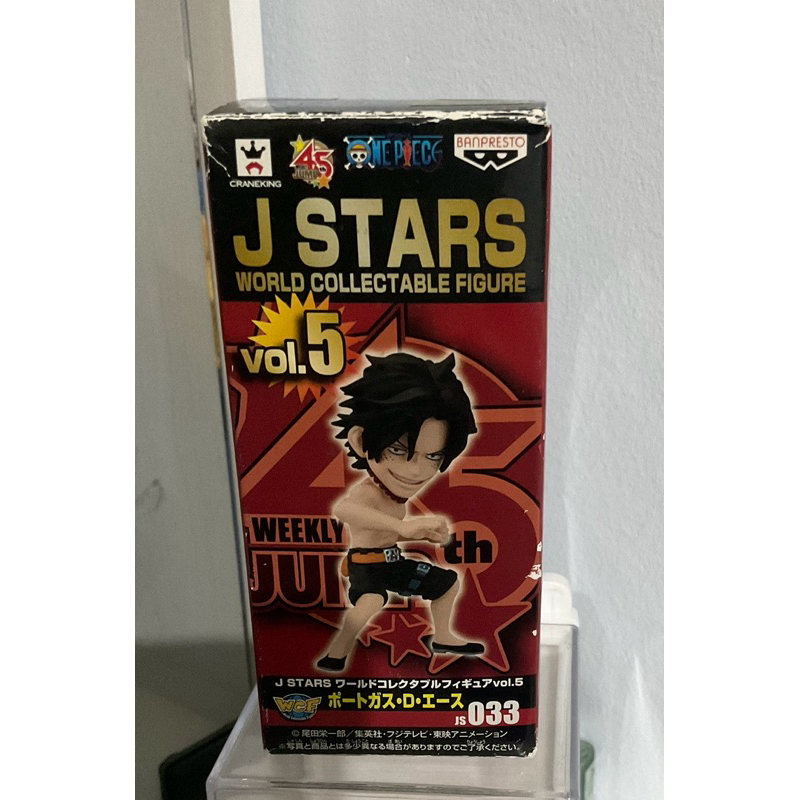 CRANEKING
45th
JUMP
ONE PIECE
BANPRESTO
J STARS
WORLD COLLECTABLE FIGURE
vol.5
WEEKLY
JUMP
th
J STARS ワールドコレクタブルフィギュアvol.5
WCF
ポートガス・D・エース
JS033
© 尾田栄一郎／集英社・フジテレビ・東映アニメーション
※写真と商品とは多少異なる場合がありますのでご了承ください。